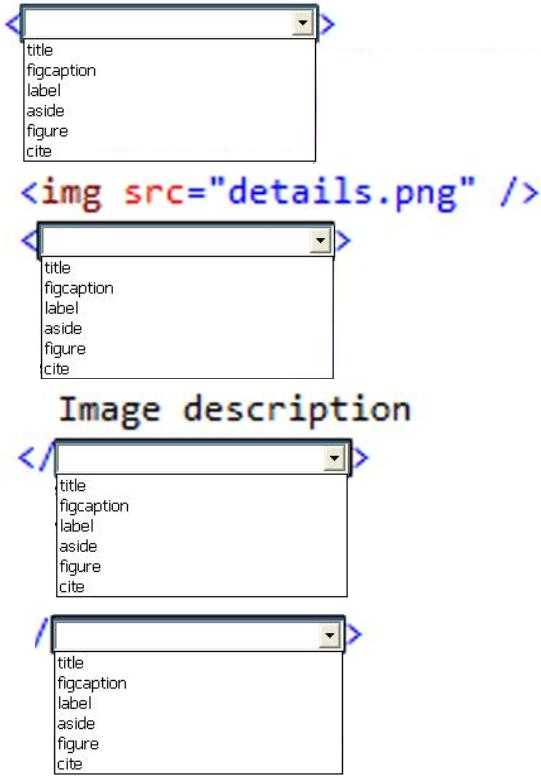 < >
title
figcaption
label
aside
figure
cite
<img src="details.png" />
< >
title
figcaption
label
aside
figure
cite
Image description
</ >
title
figcaption
label
aside
figure
cite
/ >
title
figcaption
label
aside
figure
cite